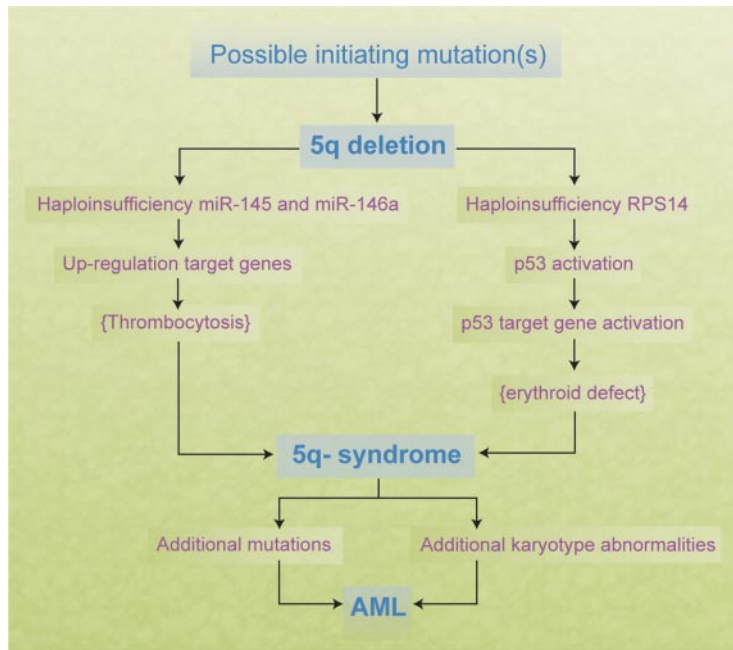 Possible initiating mutation(s)
5q deletion
Haploinsufficiency miR-145 and miR-146a
Haploinsufficiency RPS14
Up-regulation target genes
p53 activation
{Thrombocytosis}
p53 target gene activation
{erythroid defect}
5q- syndrome
Additional mutations
Additional karyotype abnormalities
AML